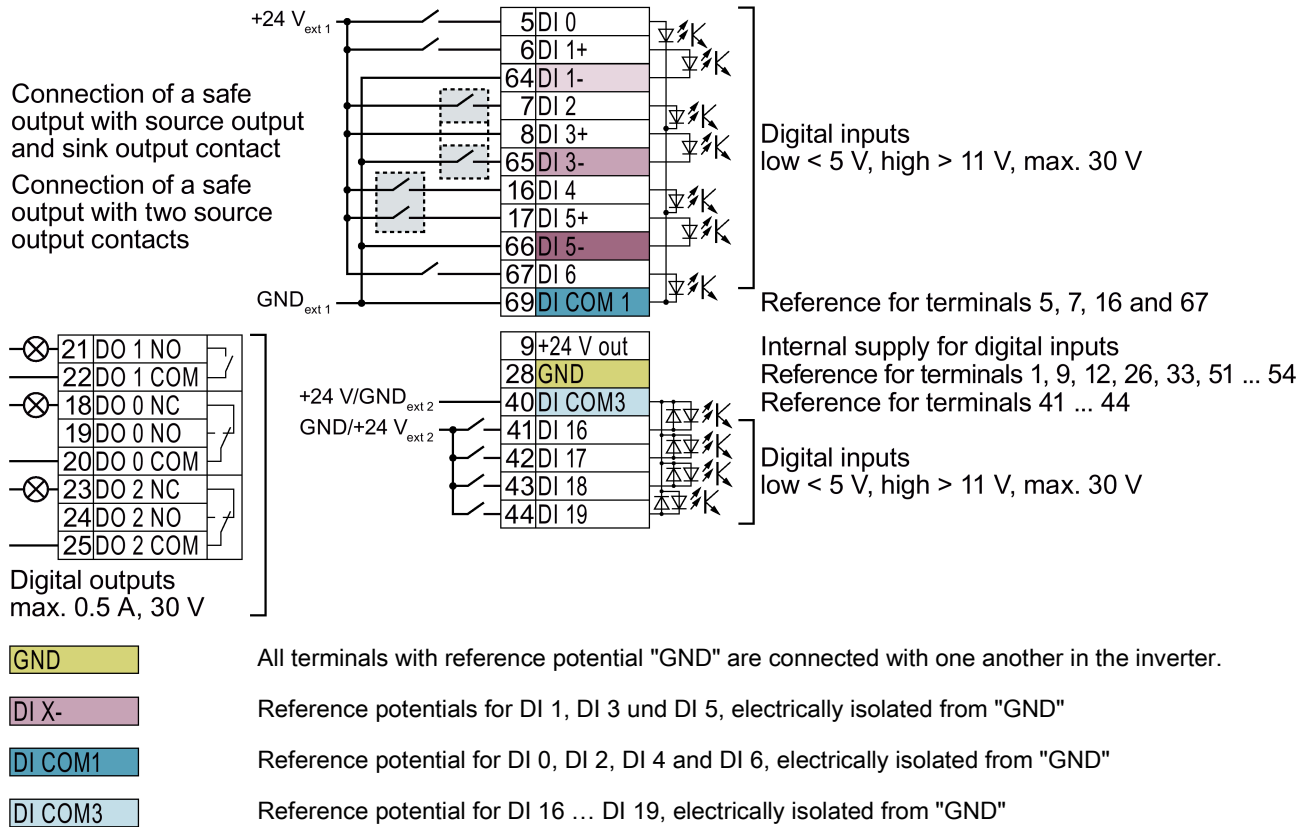 +24 V ext 1
5 DI 0
6 DI 1+
64 DI 1-
7 DI 2
8 DI 3+
65 DI 3-
16 DI 4
17 DI 5+
66 DI 5-
67 DI 6
GND ext 1
69 DI COM 1
Connection of a safe
output with source output
and sink output contact
Connection of a safe
output with two source
output contacts
Digital inputs
low < 5 V, high > 11 V, max. 30 V
Reference for terminals 5, 7, 16 and 67
21 DO 1 NO
22 DO 1 COM
18 DO 0 NC
19 DO 0 NO
20 DO 0 COM
23 DO 2 NC
24 DO 2 NO
25 DO 2 COM
Digital outputs
max. 0.5 A, 30 V
9 +24 V out
28 GND
+24 V/GND ext 2
40 DI COM3
GND/+24 V ext 2
41 DI 16
42 DI 17
43 DI 18
44 DI 19
Internal supply for digital inputs
Reference for terminals 1, 9, 12, 26, 33, 51 ... 54
Reference for terminals 41 ... 44
Digital inputs
low < 5 V, high > 11 V, max. 30 V
GND All terminals with reference potential "GND" are connected with one another in the inverter.
DI X- Reference potentials for DI 1, DI 3 und DI 5, electrically isolated from "GND"
DI COM1 Reference potential for DI 0, DI 2, DI 4 and DI 6, electrically isolated from "GND"
DI COM3 Reference potential for DI 16 … DI 19, electrically isolated from "GND"